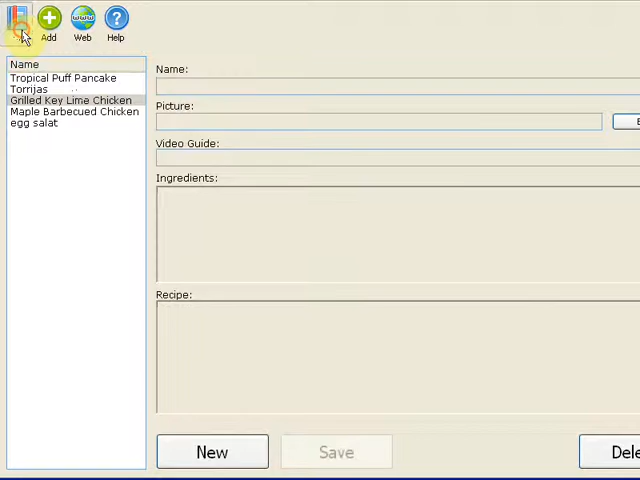 Add Web Help
Name
Tropical Puff Pancake
Torrijas
Grilled Key Lime Chicken
Maple Barbecued Chicken
egg salat
Name:
Picture:
Video Guide:
Ingredients:
Recipe:
New Save